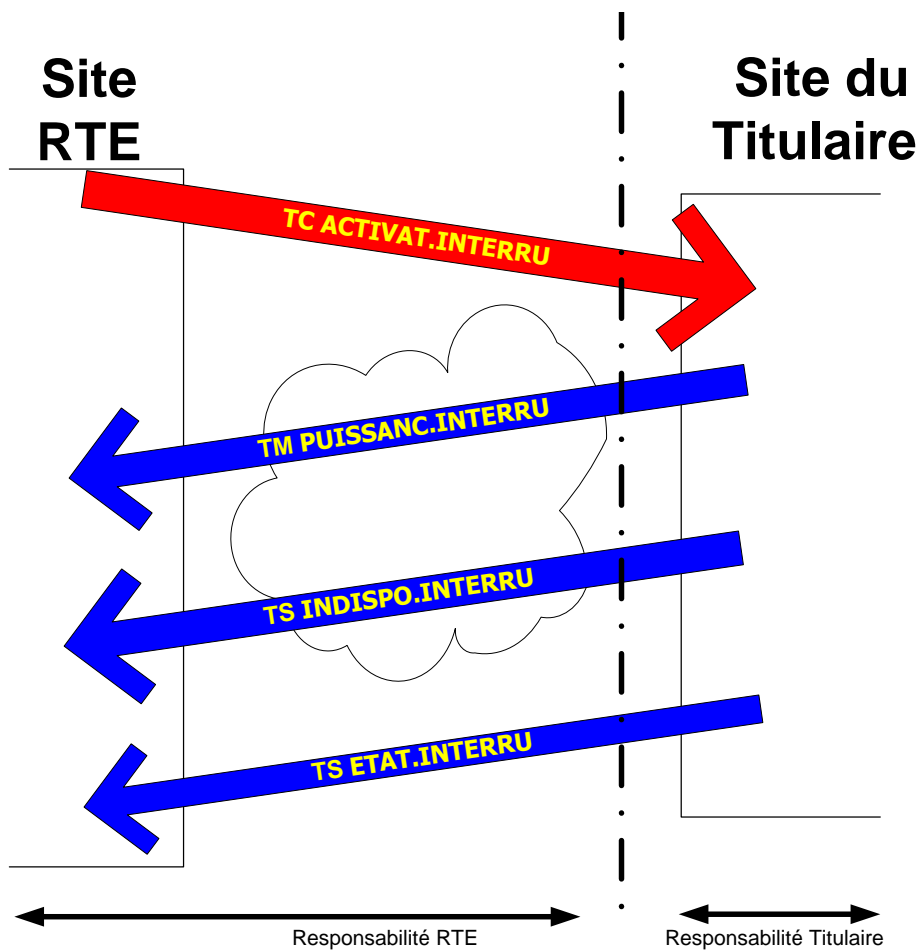 Site
RTE
Site du
Titulaire
TC ACTIVAT.INTERRU
TM PUISSANC.INTERRU
TS INDISPO.INTERRU
TS ETAT.INTERRU
Responsabilité RTE
Responsabilité Titulaire